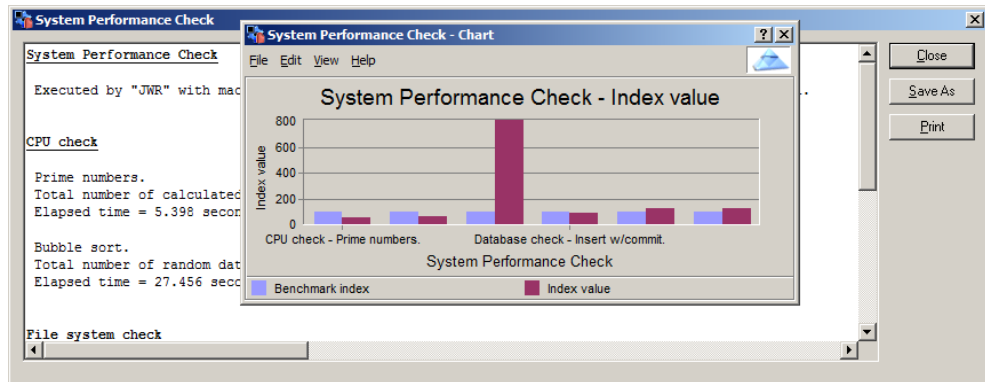 System Performance Check
System Performance Check
Executed by "JWR" with mac
..
CPU check
Prime numbers.
Total number of calculated
Elapsed time = 5.398 secon
Bubble sort.
Total number of random dat
Elapsed time = 27.456 seco
File system check
Close
Save As
Print
System Performance Check - Chart
File Edit View Help
System Performance Check - Index value
Index value
800
600
400
200
0
CPU check - Prime numbers. Database check - Insert w/commit.
System Performance Check
Benchmark index Index value